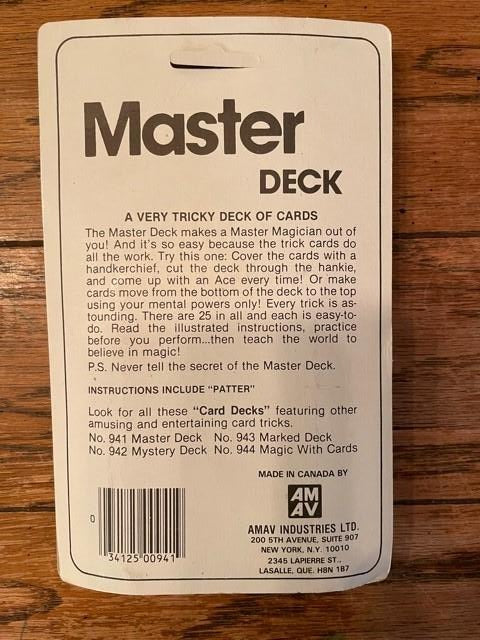 Master
DECK
A VERY TRICKY DECK OF CARDS
The Master Deck makes a Master Magician out of
you! And it's so easy because the trick cards do
all the work. Try this one: Cover the cards with a
handkerchief, cut the deck through the hankie,
and come up with an Ace every time! Or make
cards move from the bottom of the deck to the top
using your mental powers only! Every trick is as-
tounding. There are 25 in all and each is easy-to-
do. Read the illustrated instructions, practice
before you perform...then teach the world to
believe in magic!
P.S. Never tell the secret of the Master Deck.
INSTRUCTIONS INCLUDE "PATTER"
Look for all these "Card Decks" featuring other
amusing and entertaining card tricks.
No. 941 Master Deck No. 943 Marked Deck
No. 942 Mystery Deck No. 944 Magic With Cards
MADE IN CANADA BY
AM
AV
AMAV INDUSTRIES LTD.
200 5TH AVENUE, SUITE 907
NEW YORK, N.Y. 10010
2345 LAPIERRE ST.,
LASALLE, QUE. H8N 1B7
0
34125 00941